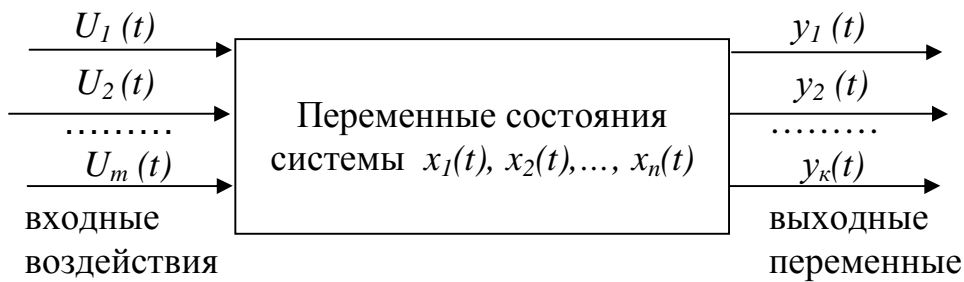 U₁ (t)
y₁ (t)
U₂ (t)
y₂ (t)
.........
Переменные состояния
.........
системы x₁(t), x₂(t),..., xₙ(t)
Uₘ (t)
yк(t)
входные
воздействия
выходные
переменные